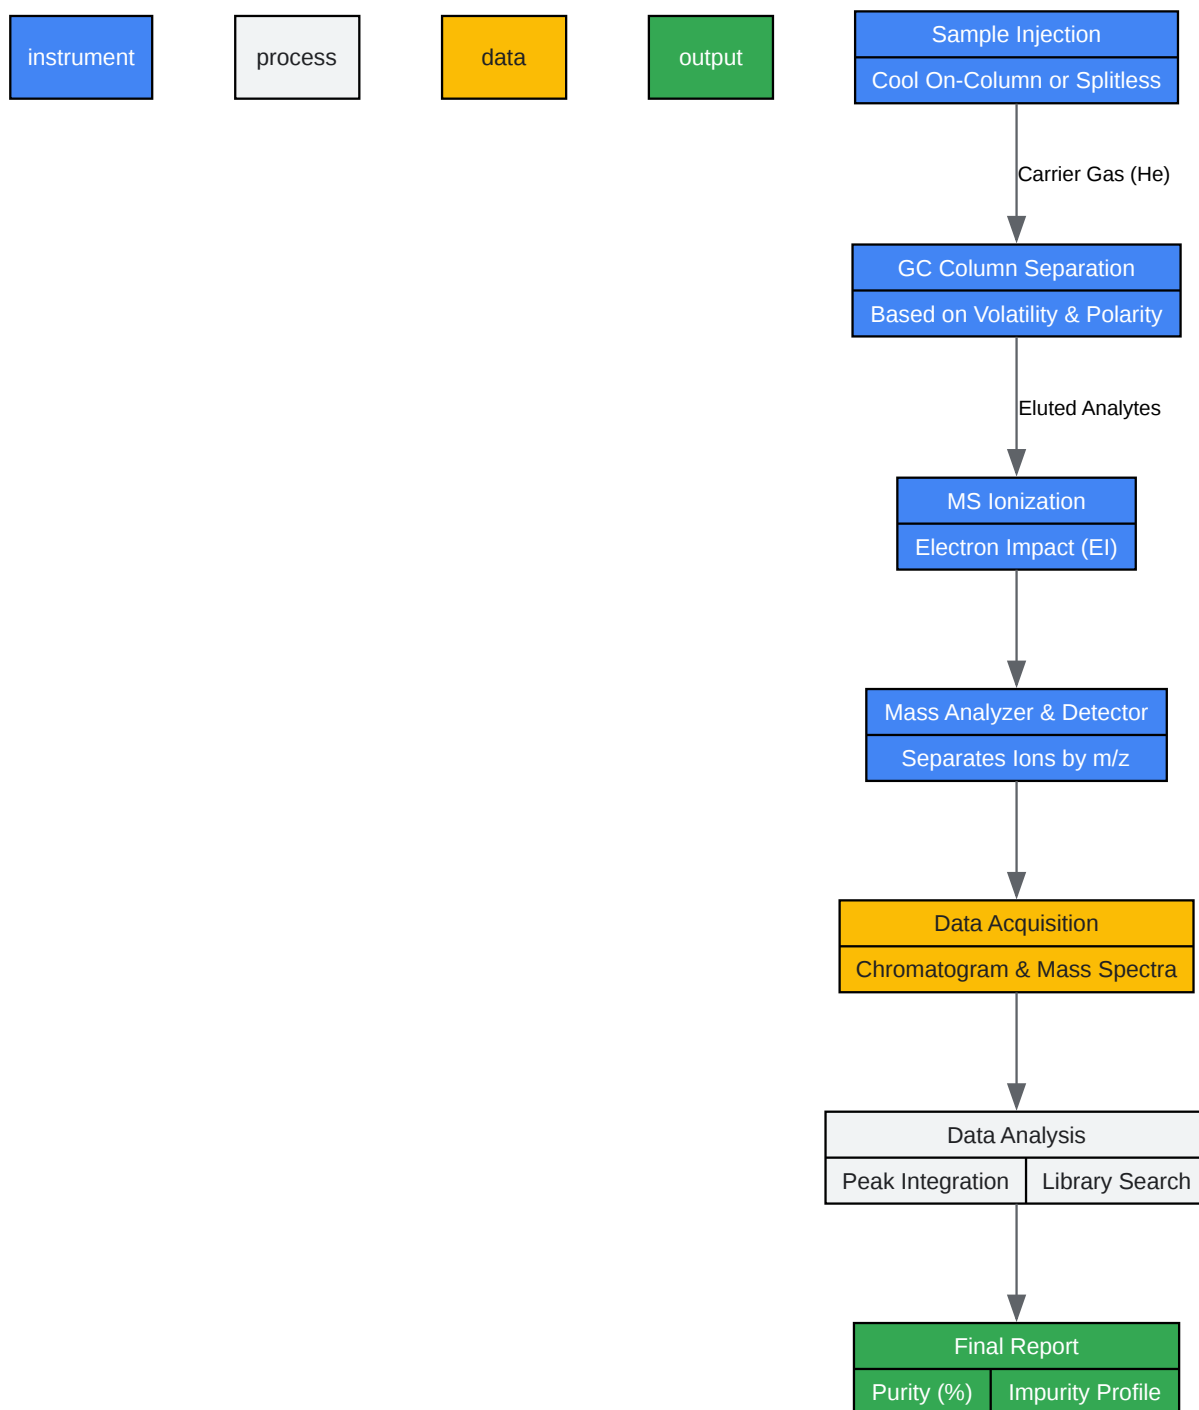 instrument
process
data
output
Sample Injection
Cool On-Column or Splitless
Carrier Gas (He)
GC Column Separation
Based on Volatility & Polarity
Eluted Analytes
MS Ionization
Electron Impact (EI)
Mass Analyzer & Detector
Separates Ions by m/z
Data Acquisition
Chromatogram & Mass Spectra
Data Analysis
Peak Integration
Library Search
Final Report
Purity (%)
Impurity Profile